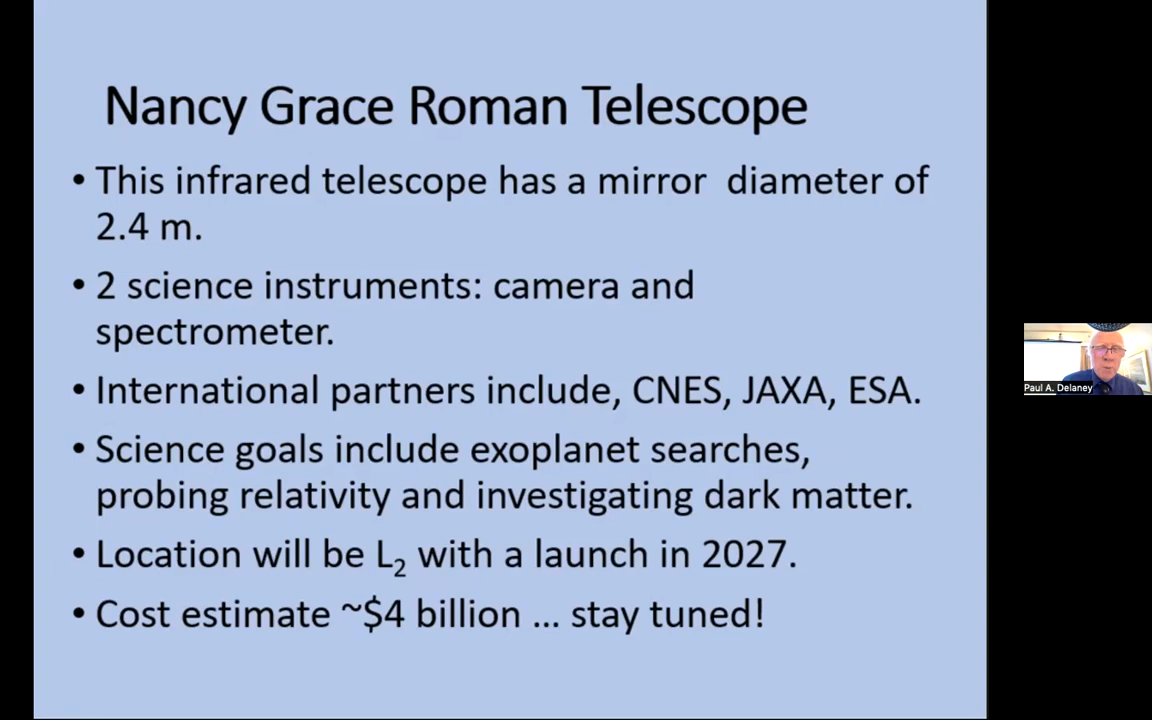 Nancy Grace Roman Telescope
• This infrared telescope has a mirror  diameter of
2.4 m.
• 2 science instruments: camera and
spectrometer.
• International partners include, CNES, JAXA, ESA.
• Science goals include exoplanet searches,
probing relativity and investigating dark matter.
• Location will be L₂ with a launch in 2027.
• Cost estimate ~$4 billion ... stay tuned!
Paul A. Delaney